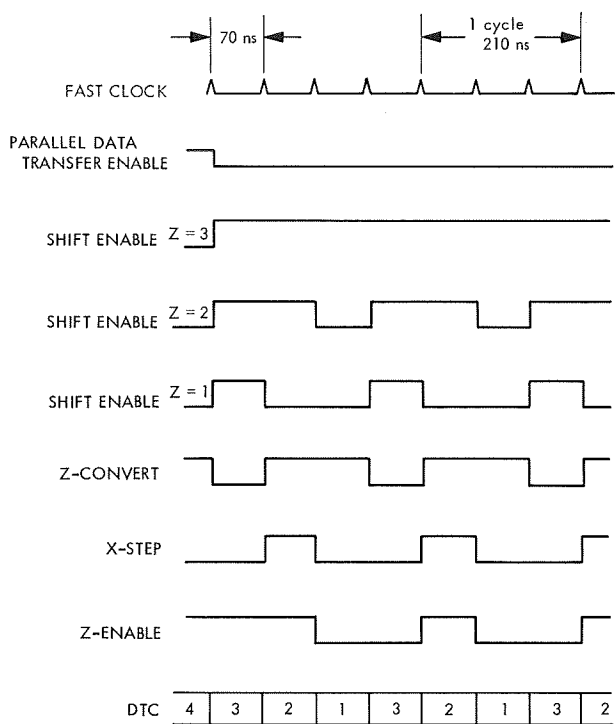 1 cycle
70 ns
210 ns
FAST CLOCK
PARALLEL DATA
TRANSFER ENABLE
SHIFT ENABLE Z = 3
SHIFT ENABLE Z = 2
SHIFT ENABLE Z = 1
Z-CONVERT
X-STEP
Z-ENABLE
DTC 4 3 2 1 3 2 1 3 2